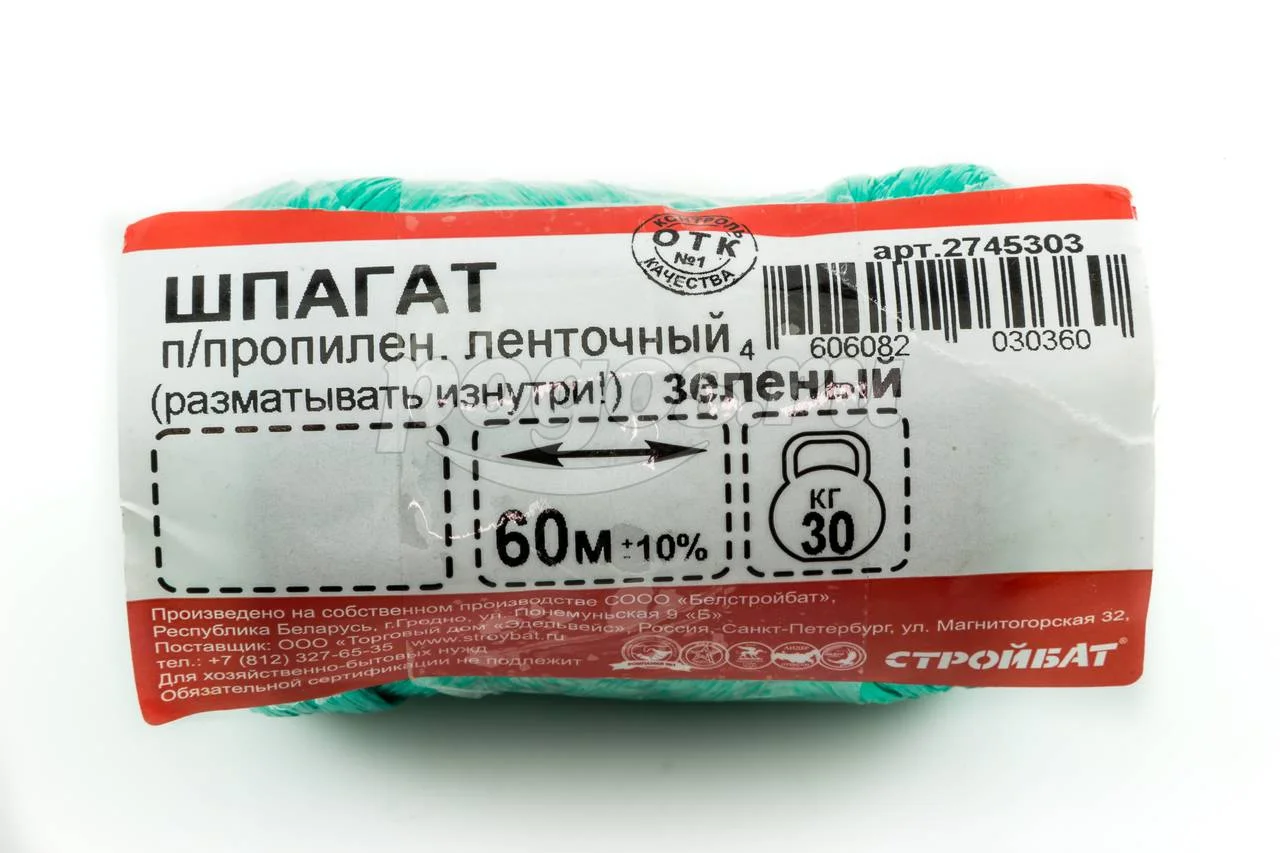 КОНТРОЛЬ
ОТК
№1
КАЧЕСТВА
арт.2745303
ШПАГАТ
п/пропилен. ленточный
4 606082 030360
(разматывать изнутри!) зеленый
60м ±10%
КГ
30
Произведено на собственном производстве СООО «Белстройбат»,
Республика Беларусь, г.Гродно, ул. Понемуньская 9 «Б»
Поставщик: ООО «Торговый дом «Эдельвейс», Россия, Санкт-Петербург, ул. Магнитогорская 32,
тел.: +7 (812) 327-65-35 www.stroybat.ru
Для хозяйственно-бытовых нужд
Обязательной сертификации не подлежит
СТРОЙБАТ®
pogos.ru